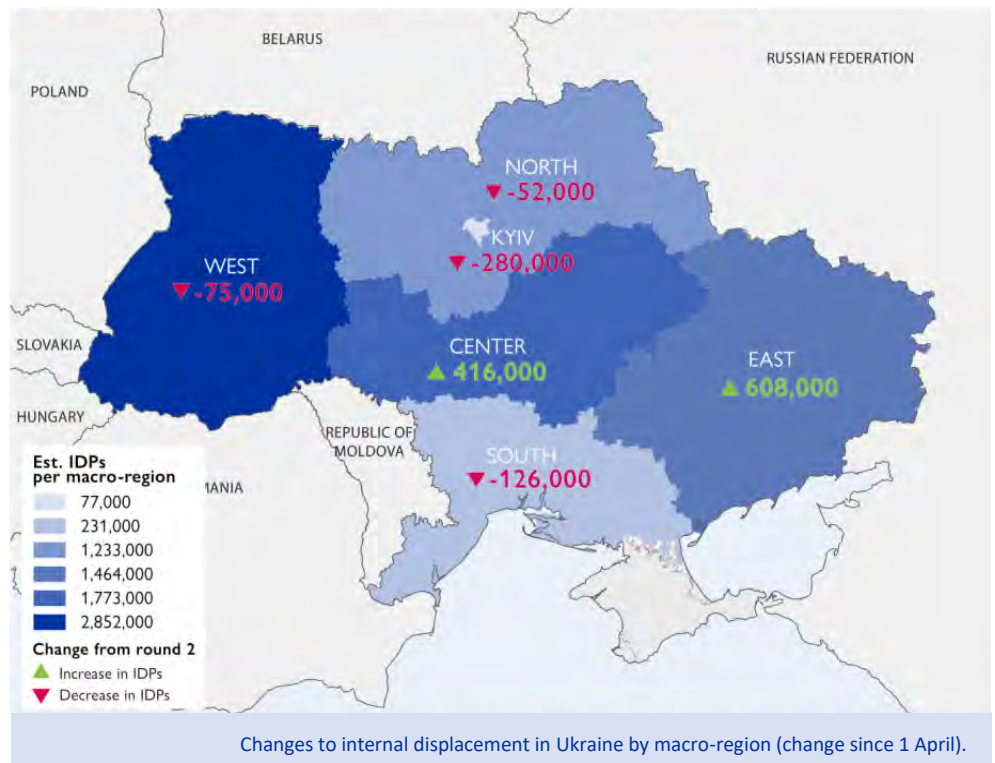 BELARUS
RUSSIAN FEDERATION
POLAND
NORTH
-52,000
KYIV
-280,000
WEST
-75,000
SLOVAKIA
CENTER
416,000
EAST
608,000
HUNGARY
REPUBLIC OF
MOLDOVA
SOUTH
-126,000
MANIA
Est. IDPs
per macro-region
77,000
231,000
1,233,000
1,464,000
1,773,000
2,852,000
Change from round 2
Increase in IDPs
Decrease in IDPs
Changes to internal displacement in Ukraine by macro-region (change since 1 April).